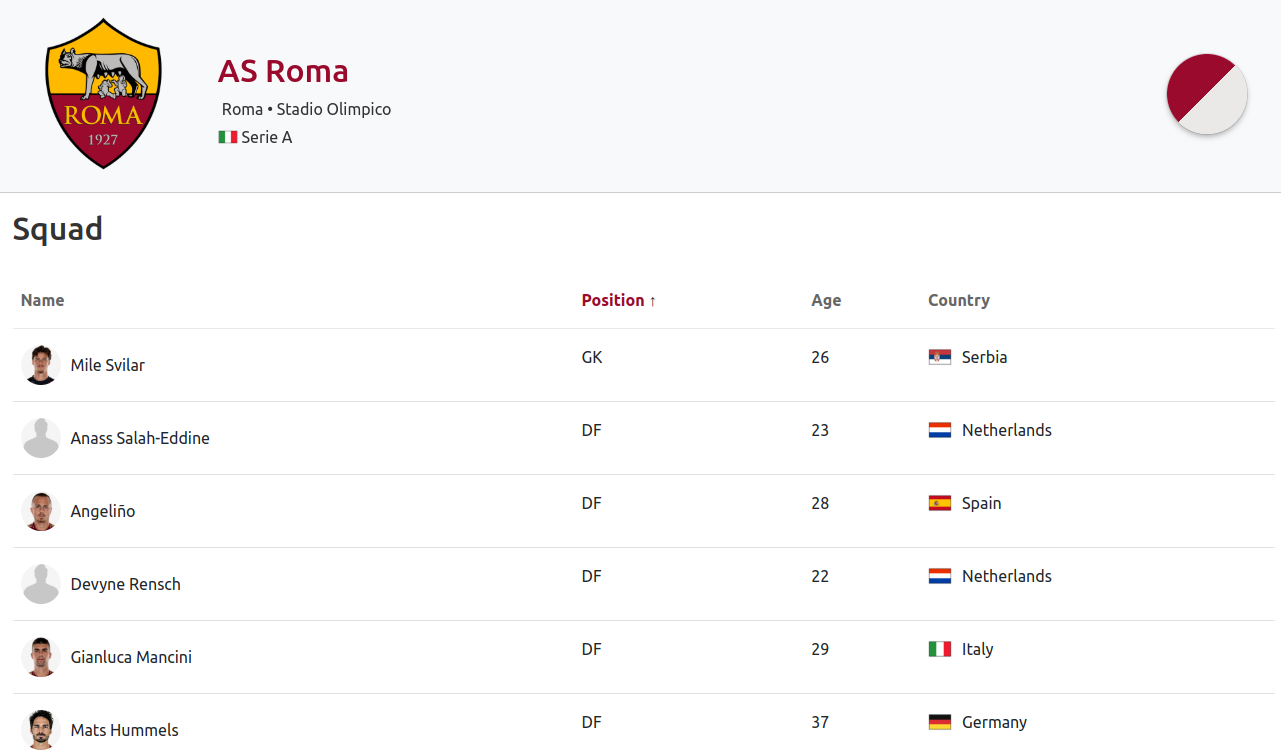 ROMA
1927
AS Roma
Roma • Stadio Olimpico
Serie A
Squad
Name Position ↑ Age Country
Mile Svilar GK 26 Serbia
Anass Salah-Eddine DF 23 Netherlands
Angeliño DF 28 Spain
Devyne Rensch DF 22 Netherlands
Gianluca Mancini DF 29 Italy
Mats Hummels DF 37 Germany